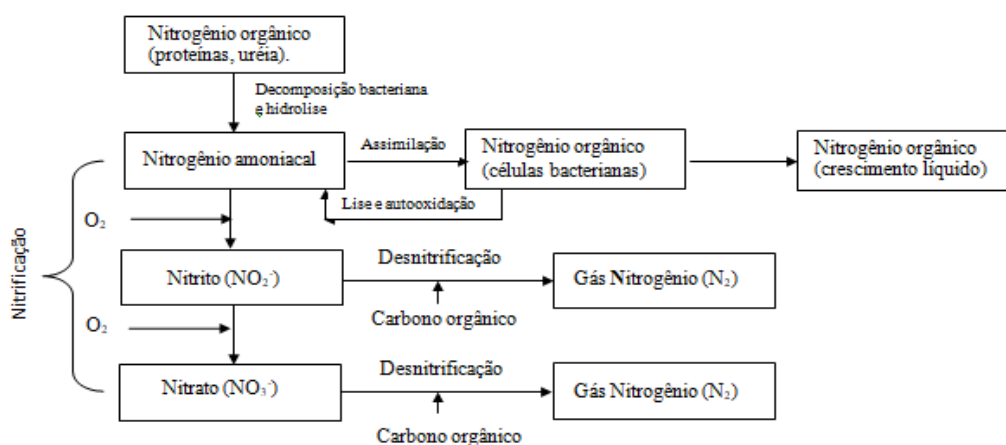 Nitrogênio orgânico
(proteínas, uréia).
Decomposição bacteriana
e hidrolise
Nitrogênio amoniacal
Assimilação
Nitrogênio orgânico
(células bacterianas)
Nitrogênio orgânico
(crescimento líquido)
Lise e autooxidação
Nitrificação
O₂
Nitrito (NO₂⁻)
Desnitrificação
Carbono orgânico
Gás Nitrogênio (N₂)
O₂
Nitrato (NO₃⁻)
Desnitrificação
Carbono orgânico
Gás Nitrogênio (N₂)